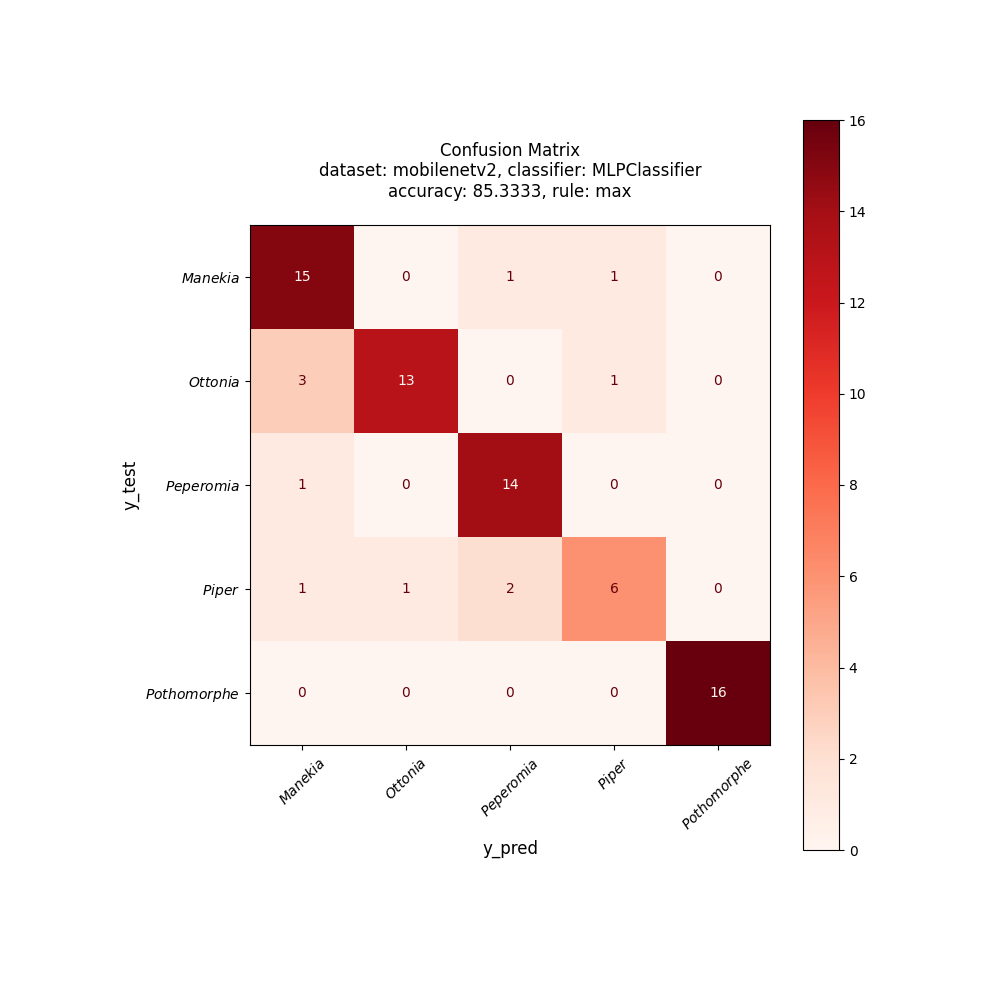 Confusion Matrix
dataset: mobilenetv2, classifier: MLPClassifier
accuracy: 85.3333, rule: max
y_test
Manekia 15 0 1 1 0
Ottonia 3 13 0 1 0
Peperomia 1 0 14 0 0
Piper 1 1 2 6 0
Pothomorphe 0 0 0 0 16
Manekia Ottonia Peperomia Piper Pothomorphe
y_pred
16
14
12
10
8
6
4
2
0